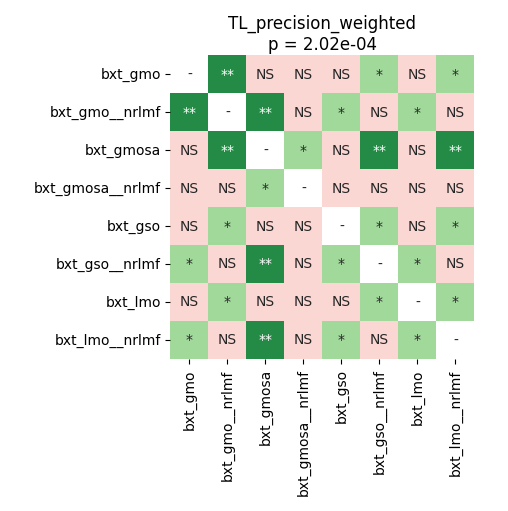 TL_precision_weighted
p = 2.02e-04
bxt_gmo - ** NS NS NS * NS *
bxt_gmo__nrlmf ** - ** NS * NS * NS
bxt_gmosa NS ** - * NS ** NS **
bxt_gmosa__nrlmf NS NS * - NS NS NS NS
bxt_gso NS * NS NS - * NS *
bxt_gso__nrlmf * NS ** NS * - * NS
bxt_lmo NS * NS NS NS * - *
bxt_lmo__nrlmf * NS ** NS * NS * -
bxt_gmo
bxt_gmo__nrlmf
bxt_gmosa
bxt_gmosa__nrlmf
bxt_gso
bxt_gso__nrlmf
bxt_lmo
bxt_lmo__nrlmf